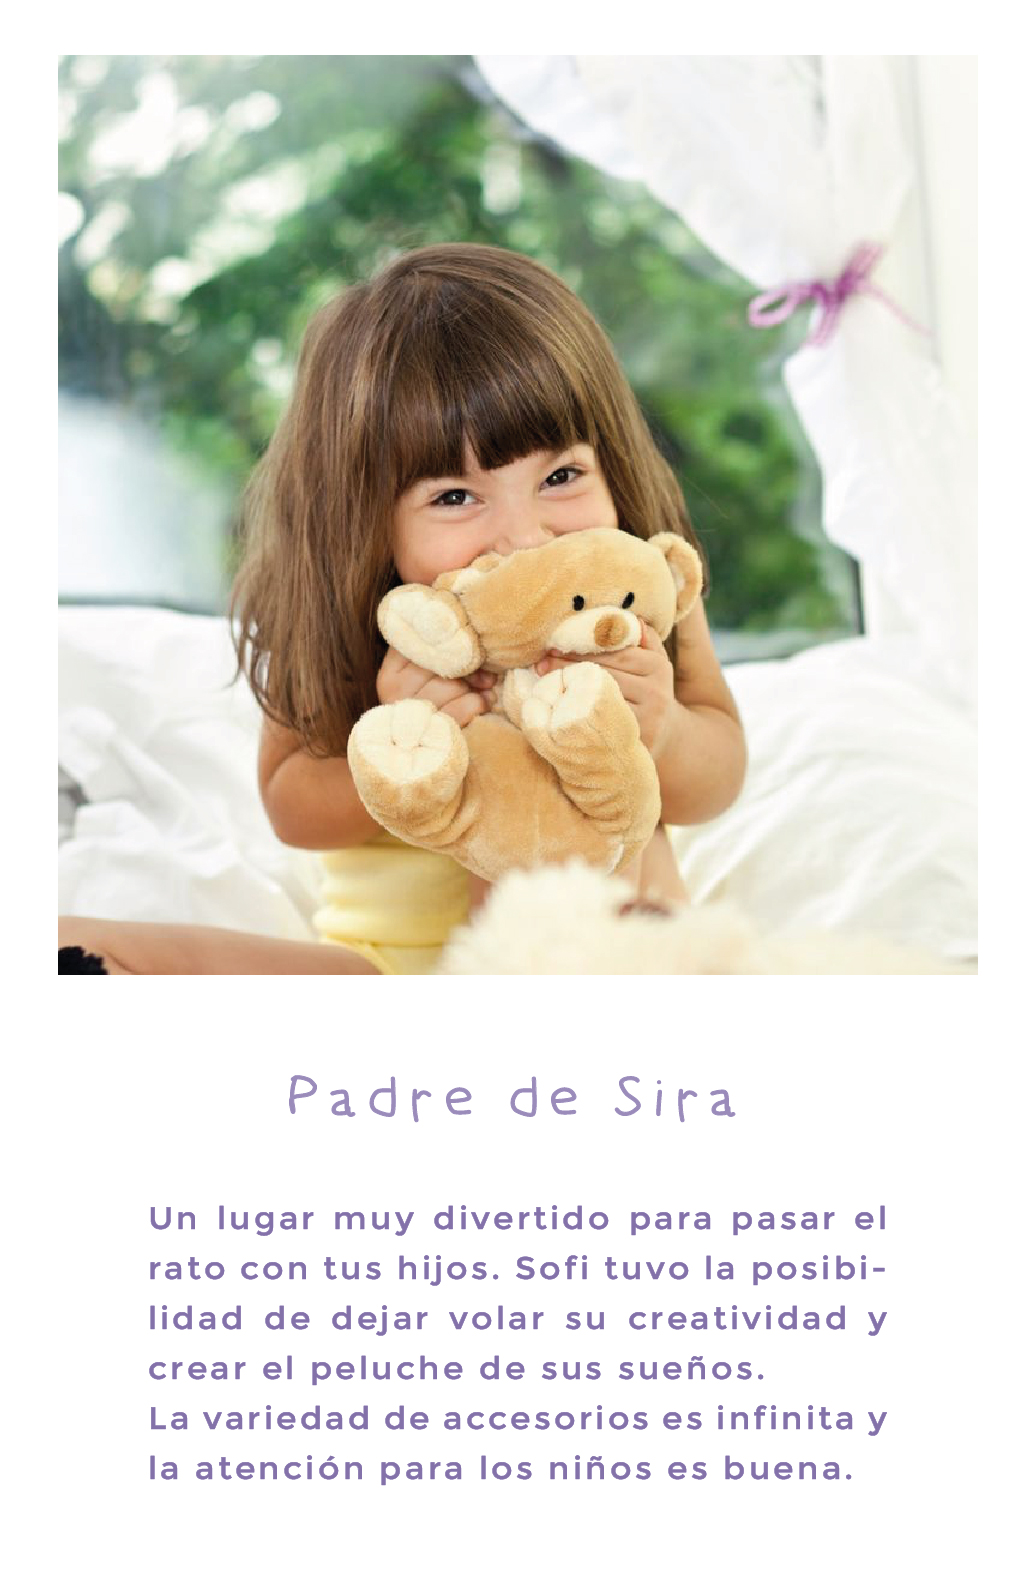 Padre de Sira
Un lugar muy divertido para pasar el
rato con tus hijos. Sofi tuvo la posibi-
lidad de dejar volar su creatividad y
crear el peluche de sus sueños.
La variedad de accesorios es infinita y
la atención para los niños es buena.